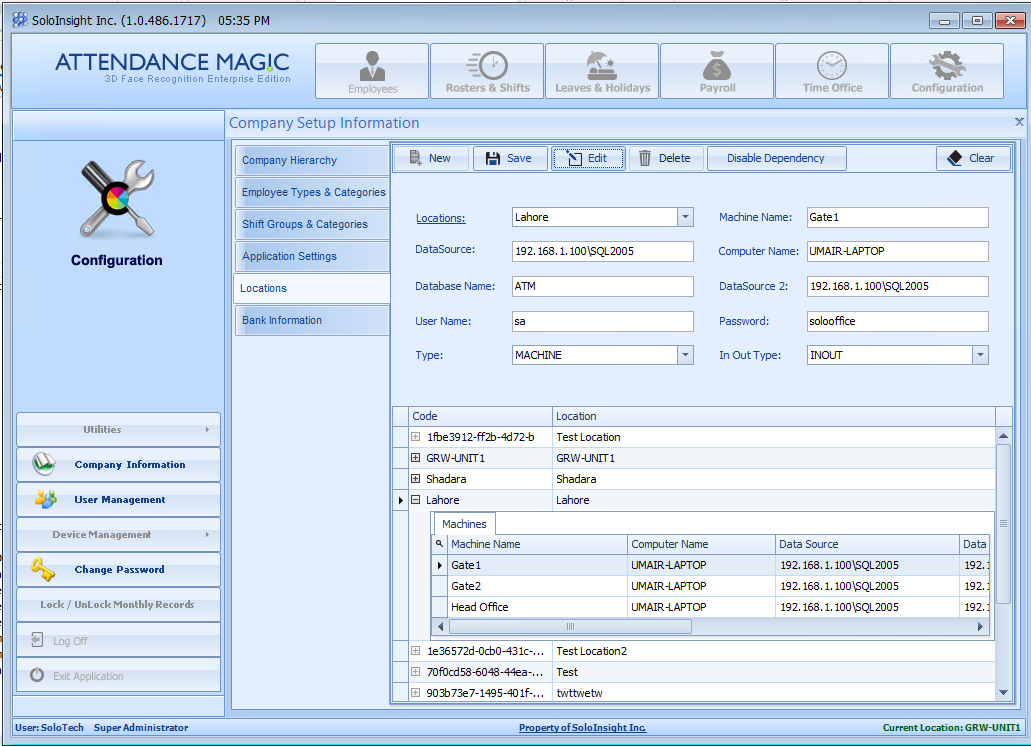 SoloInsight Inc. (1.0.486.1717) 05:35 PM
ATTENDANCE MAGIC
3D Face Recognition Enterprise Edition
Employees
Rosters & Shifts
Leaves & Holidays
Payroll
Time Office
Configuration
Company Setup Information
Configuration
Utilities
Company Information
User Management
Device Management
Change Password
Lock / UnLock Monthly Records
Log Off
Exit Application
Company Hierarchy
Employee Types & Categories
Shift Groups & Categories
Application Settings
Locations
Bank Information
New Save Edit Delete Disable Dependency Clear
Locations: Lahore Machine Name: Gate1
DataSource: 192.168.1.100\SQL2005 Computer Name: UMAIR-LAPTOP
Database Name: ATM DataSource 2: 192.168.1.100\SQL2005
User Name: sa Password: solooffice
Type: MACHINE In Out Type: INOUT
Code Location
1fbe3912-ff2b-4d72-b Test Location
GRW-UNIT1 GRW-UNIT1
Shadara Shadara
Lahore Lahore
Machines
Machine Name Computer Name Data Source Data
Gate1 UMAIR-LAPTOP 192.168.1.100\SQL2005 192.1
Gate2 UMAIR-LAPTOP 192.168.1.100\SQL2005 192.1
Head Office UMAIR-LAPTOP 192.168.1.100\SQL2005 192.1
1e36572d-0cb0-431c-... Test Location2
70f0cd58-6048-44ea-... Test
903b73e7-1495-401f-... twttwetw
User: SoloTech Super Administrator Property of SoloInsight Inc. Current Location: GRW-UNIT1